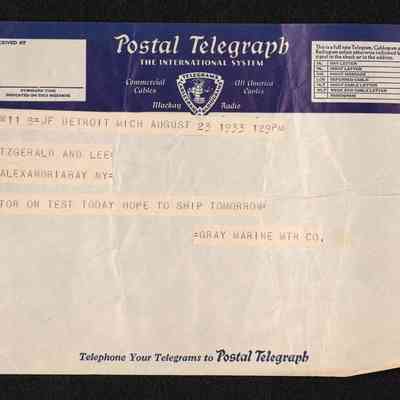 CEIVED AT
Postal Telegraph
THE INTERNATIONAL SYSTEM
Commercial Cables
All America Cables
Mackay Radio
STANDARD TIME
INDICATED ON THIS MESSAGE
This is a full rate Telegram, Cablegram or
Radiogram unless otherwise indicated by
signal in the check or in the address.
DL DAY LETTER
NL NIGHT LETTER
NM NIGHT MESSAGE
LCO DEFERRED CABLE
NLT NIGHT CABLE LETTER
WLT WEEK END CABLE LETTER
RADIOGRAM
JF DETROIT MICH AUGUST 23 1933 129PM
TZGERALD AND LEE
ALEXANDRIABAY NY=
TOR ON TEST TODAY HOPE TO SHIP TOMORROW
=GRAY MARINE MTR CO.
Telephone Your Telegrams to Postal Telegraph